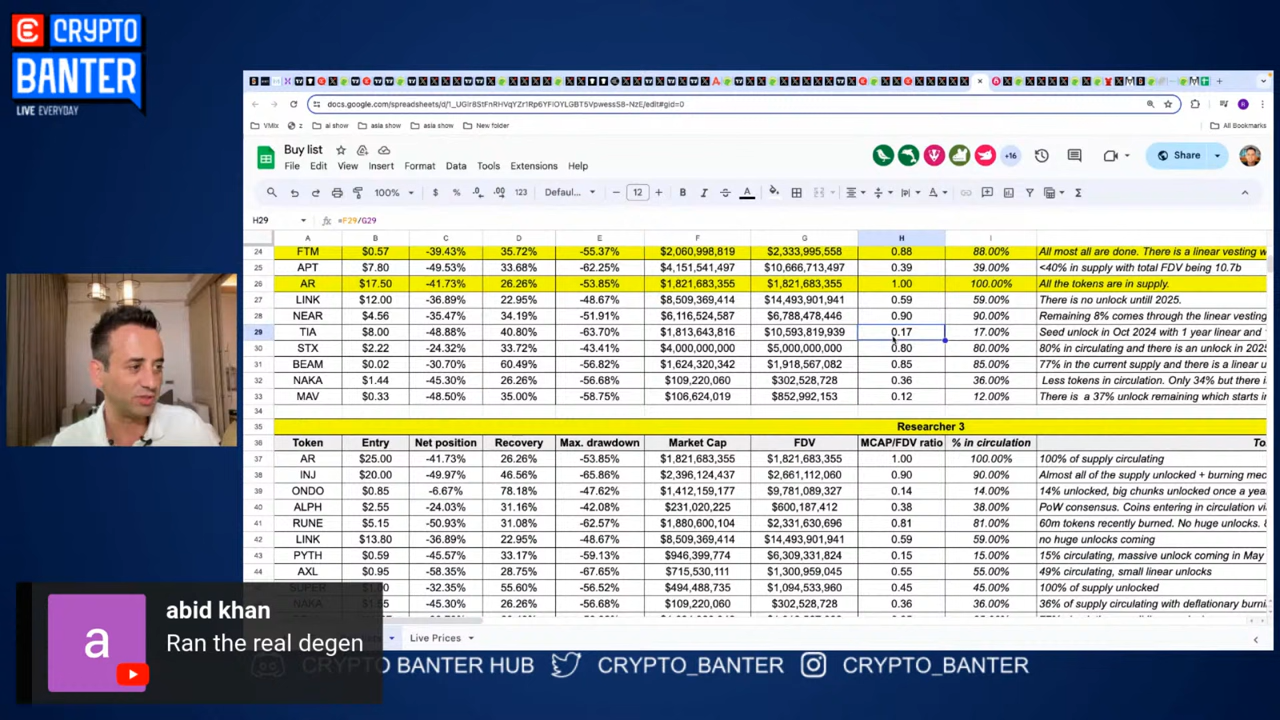 CRYPTO
BANTER
LIVE EVERYDAY
docs.google.com/spreadsheets/d/1_UGIr8StFnRHVqYZr1Rp6YFlOYLGBT5VpwessS8-NzE/edit#gid=0
VMix
z
ai show
asia show
asia show
New folder
All Bookmarks
Buy list
File Edit View Insert Format Data Tools Extensions Help
+16
Share
100% $ % .0 .00 123 Defaul... 12 B I A
H29 fx =F29/G29
A B C D E F G H I
24 FTM $0.57 -39.43% 35.72% -55.37% $2,060,998,819 $2,333,995,558 0.88 88.00% All most all are done. There is a linear vesting w
25 APT $7.80 -49.53% 33.68% -62.25% $4,151,541,497 $10,666,713,497 0.39 39.00% <40% in supply with total FDV being 10.7b
26 AR $17.50 -41.73% 26.26% -53.85% $1,821,683,355 $1,821,683,355 1.00 100.00% All the tokens are in supply.
27 LINK $12.00 -36.89% 22.95% -48.67% $8,509,369,414 $14,493,901,941 0.59 59.00% There is no unlock untill 2025.
28 NEAR $4.56 -35.47% 34.19% -51.91% $6,116,524,587 $6,788,478,446 0.90 90.00% Remaining 8% comes through the linear vesting
29 TIA $8.00 -48.88% 40.80% -63.70% $1,813,643,816 $10,593,819,939 0.17 17.00% Seed unlock in Oct 2024 with 1 year linear and
30 STX $2.22 -24.32% 33.72% -43.41% $4,000,000,000 $5,000,000,000 0.80 80.00% 80% in circulating and there is an unlock in 2025
31 BEAM $0.02 -30.70% 60.49% -56.82% $1,624,320,342 $1,918,567,082 0.85 85.00% 77% in the current supply and there is a linear u
32 NAKA $1.44 -45.30% 26.26% -56.68% $109,220,060 $302,528,728 0.36 36.00% Less tokens in circulation. Only 34% but there is
33 MAV $0.33 -48.50% 35.00% -58.75% $106,624,019 $852,992,153 0.12 12.00% There is a 37% unlock remaining which starts in
34
35 Researcher 3
36 Token Entry Net position Recovery Max. drawdown Market Cap FDV MCAP/FDV ratio % in circulation To
37 AR $25.00 -41.73% 26.26% -53.85% $1,821,683,355 $1,821,683,355 1.00 100.00% 100% of supply circulating
38 INJ $20.00 -49.97% 46.56% -65.86% $2,396,124,437 $2,661,112,060 0.90 90.00% Almost all of the supply unlocked + burning mec
39 ONDO $0.85 -6.67% 78.18% -47.62% $1,412,159,177 $9,781,089,327 0.14 14.00% 14% unlocked, big chunks unlocked once a yea
40 ALPH $2.55 -24.03% 31.16% -42.08% $231,020,225 $600,187,412 0.38 38.00% PoW consensus. Coins entering in circulation vi
41 RUNE $5.15 -50.93% 31.08% -62.57% $1,880,600,104 $2,331,630,696 0.81 81.00% 60m tokens recently burned. No huge unlocks. 8
42 LINK $13.80 -36.89% 22.95% -48.67% $8,509,369,414 $14,493,901,941 0.59 59.00% no huge unlocks coming
43 PYTH $0.59 -45.57% 33.17% -59.13% $946,399,774 $6,309,331,824 0.15 15.00% 15% circulating, massive unlock coming in May
44 AXL $0.95 -58.35% 28.75% -67.65% $715,530,111 $1,300,959,045 0.55 55.00% 49% circulating, small linear unlocks
-32.35% 55.60% -56.52% $494,488,735 $1,094,533,960 0.45 45.00% 100% of supply unlocked
-45.30% 26.26% -56.68% $109,220,060 $302,528,728 0.36 36.00% 36% of supply circulating with deflationary burni
Live Prices
a
abid khan
Ran the real degen
CRYPTO BANTER HUB CRYPTO_BANTER CRYPTO_BANTER